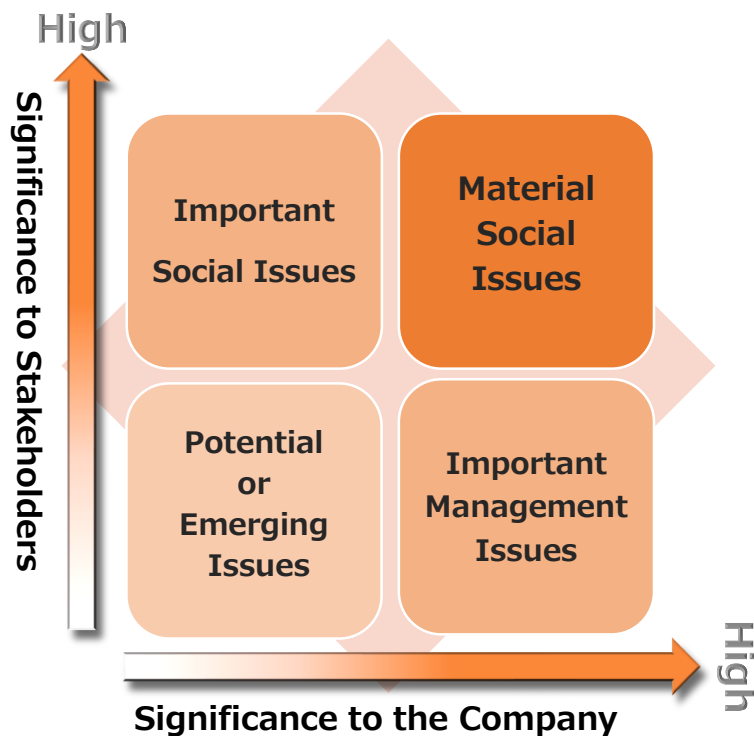 High
Significance to Stakeholders
Important
Social Issues
Material
Social
Issues
Potential
or
Emerging
Issues
Important
Management
Issues
High
Significance to the Company